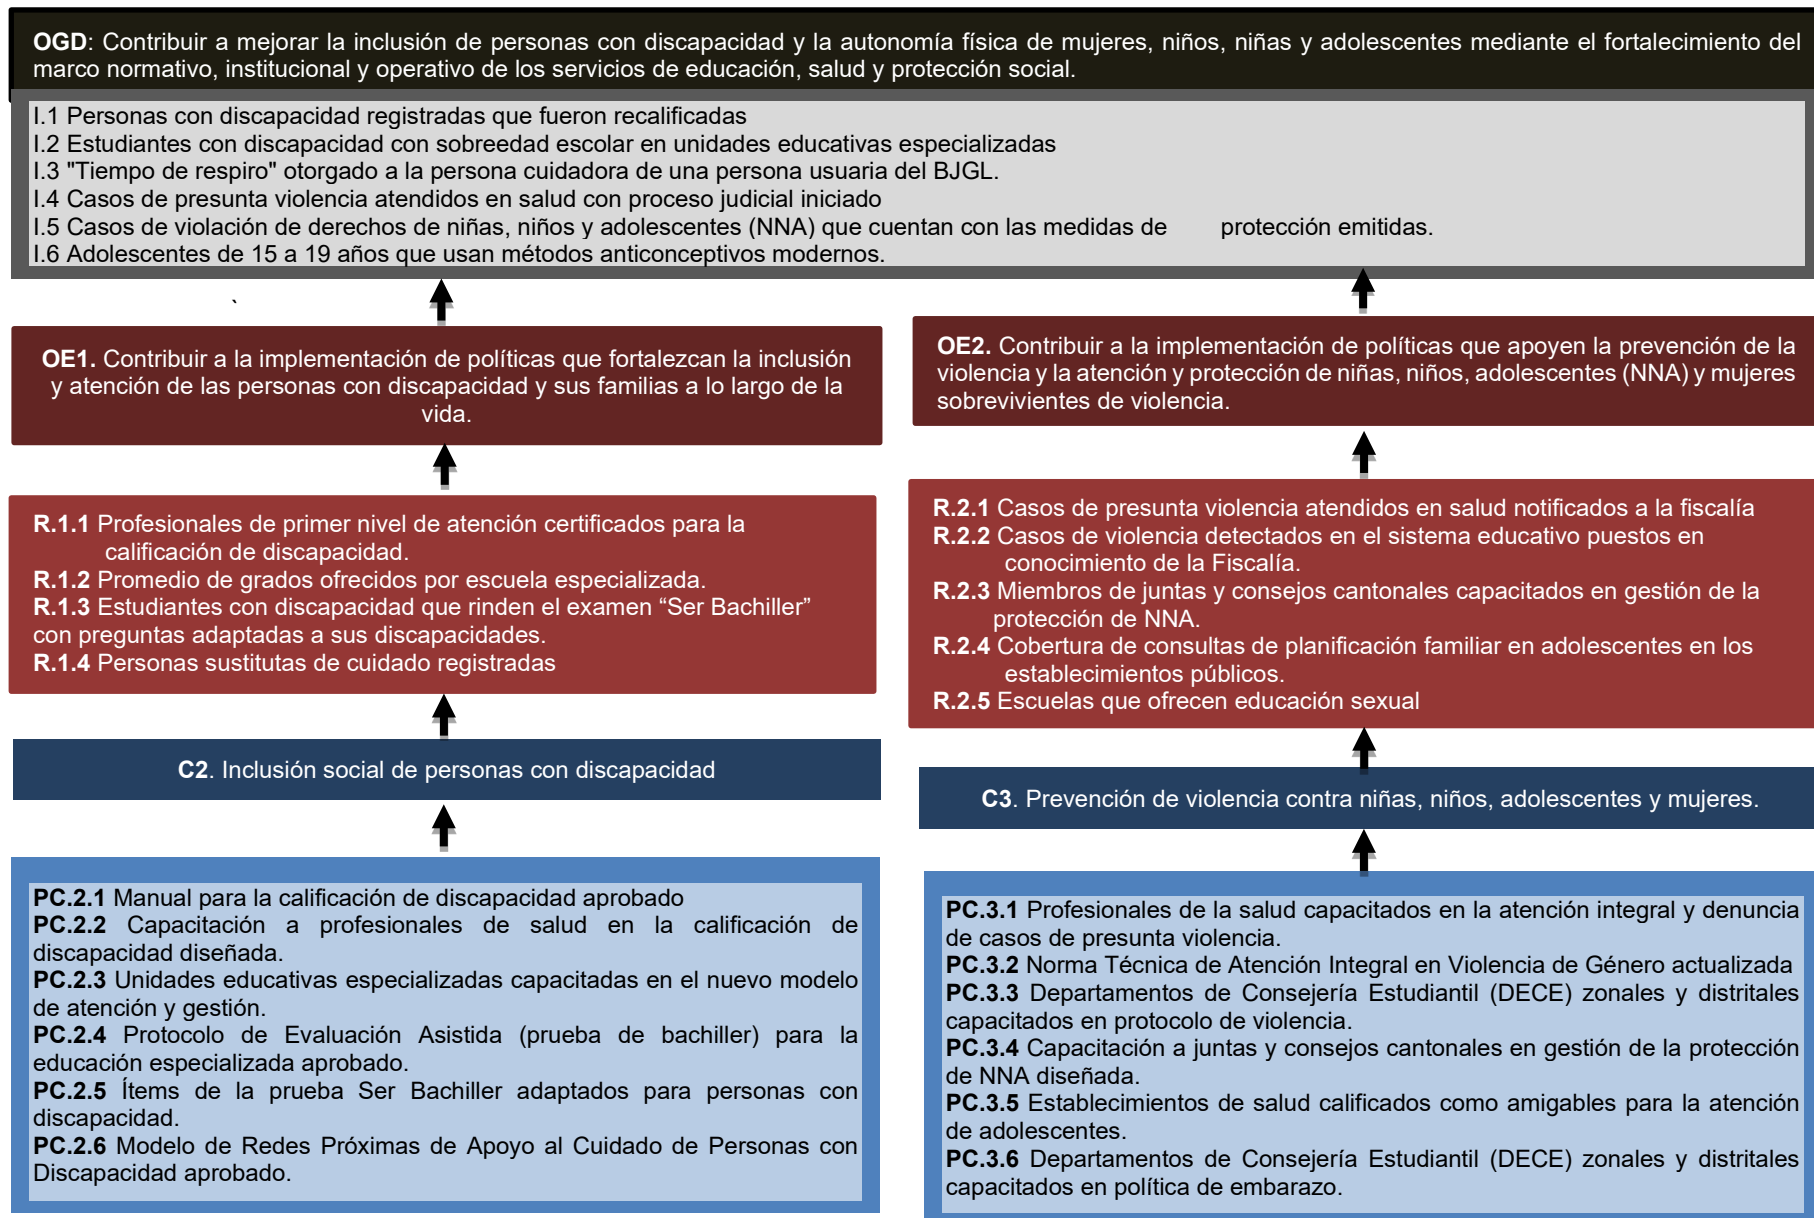 OGD: Contribuir a mejorar la inclusión de personas con discapacidad y la autonomía física de mujeres, niños, niñas y adolescentes mediante el fortalecimiento del
marco normativo, institucional y operativo de los servicios de educación, salud y protección social.
I.1 Personas con discapacidad registradas que fueron recalificadas
I.2 Estudiantes con discapacidad con sobreedad escolar en unidades educativas especializadas
I.3 "Tiempo de respiro" otorgado a la persona cuidadora de una persona usuaria del BJGL.
I.4 Casos de presunta violencia atendidos en salud con proceso judicial iniciado
I.5 Casos de violación de derechos de niñas, niños y adolescentes (NNA) que cuentan con las medidas de protección emitidas.
I.6 Adolescentes de 15 a 19 años que usan métodos anticonceptivos modernos.
`
OE1. Contribuir a la implementación de políticas que fortalezcan la inclusión
y atención de las personas con discapacidad y sus familias a lo largo de la
vida.
R.1.1 Profesionales de primer nivel de atención certificados para la
calificación de discapacidad.
R.1.2 Promedio de grados ofrecidos por escuela especializada.
R.1.3 Estudiantes con discapacidad que rinden el examen “Ser Bachiller”
con preguntas adaptadas a sus discapacidades.
R.1.4 Personas sustitutas de cuidado registradas
C2. Inclusión social de personas con discapacidad
PC.2.1 Manual para la calificación de discapacidad aprobado
PC.2.2 Capacitación a profesionales de salud en la calificación de
discapacidad diseñada.
PC.2.3 Unidades educativas especializadas capacitadas en el nuevo modelo
de atención y gestión.
PC.2.4 Protocolo de Evaluación Asistida (prueba de bachiller) para la
educación especializada aprobado.
PC.2.5 Ítems de la prueba Ser Bachiller adaptados para personas con
discapacidad.
PC.2.6 Modelo de Redes Próximas de Apoyo al Cuidado de Personas con
Discapacidad aprobado.
OE2. Contribuir a la implementación de políticas que apoyen la prevención de la
violencia y la atención y protección de niñas, niños, adolescentes (NNA) y mujeres
sobrevivientes de violencia.
R.2.1 Casos de presunta violencia atendidos en salud notificados a la fiscalía
R.2.2 Casos de violencia detectados en el sistema educativo puestos en
conocimiento de la Fiscalía.
R.2.3 Miembros de juntas y consejos cantonales capacitados en gestión de la
protección de NNA.
R.2.4 Cobertura de consultas de planificación familiar en adolescentes en los
establecimientos públicos.
R.2.5 Escuelas que ofrecen educación sexual
C3. Prevención de violencia contra niñas, niños, adolescentes y mujeres.
PC.3.1 Profesionales de la salud capacitados en la atención integral y denuncia
de casos de presunta violencia.
PC.3.2 Norma Técnica de Atención Integral en Violencia de Género actualizada
PC.3.3 Departamentos de Consejería Estudiantil (DECE) zonales y distritales
capacitados en protocolo de violencia.
PC.3.4 Capacitación a juntas y consejos cantonales en gestión de la protección
de NNA diseñada.
PC.3.5 Establecimientos de salud calificados como amigables para la atención
de adolescentes.
PC.3.6 Departamentos de Consejería Estudiantil (DECE) zonales y distritales
capacitados en política de embarazo.